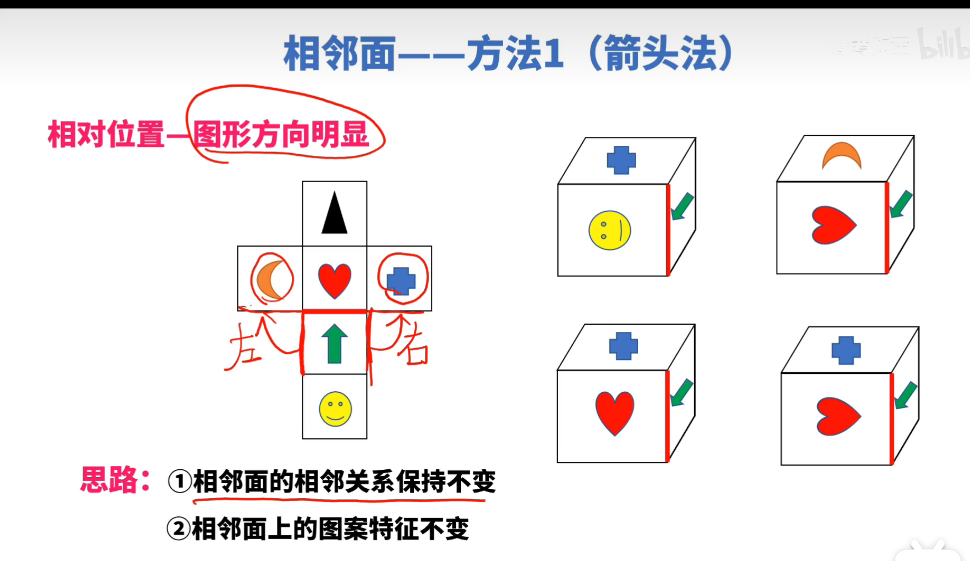 相邻面——方法1（箭头法）
bilib
相对位置—图形方向明显
左 右
思路：①相邻面的相邻关系保持不变
②相邻面上的图案特征不变